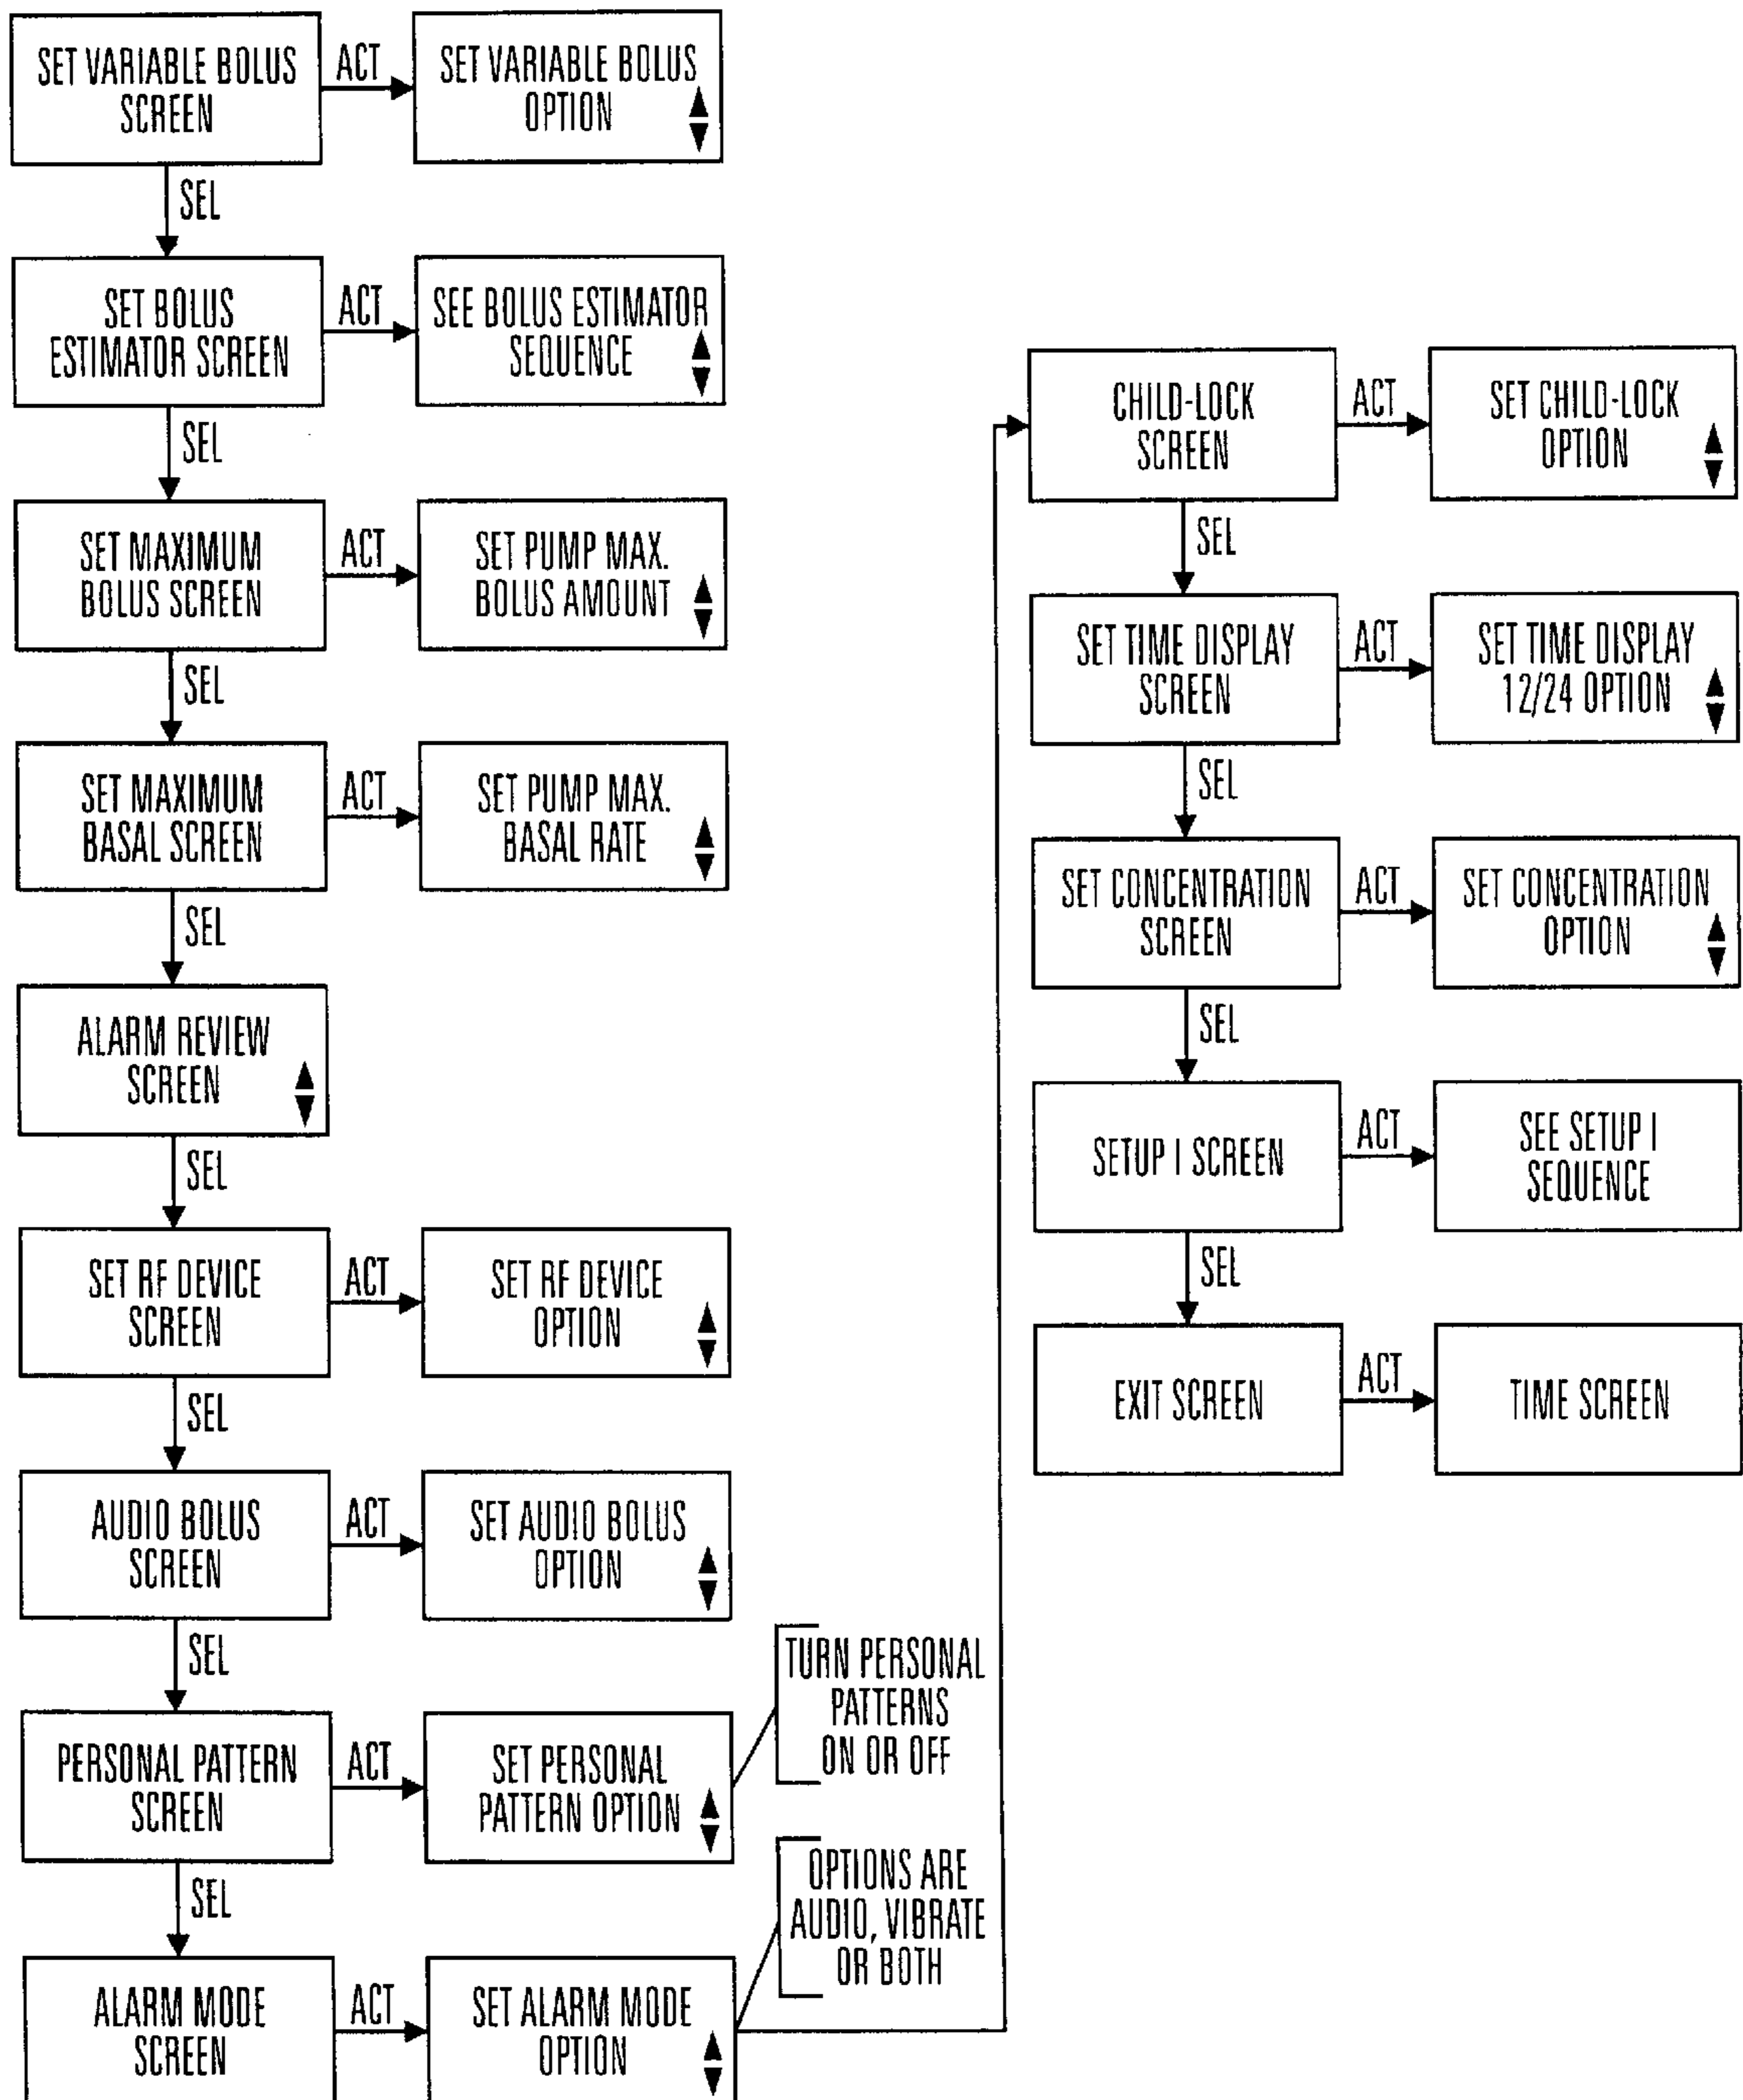 SET VARIABLE BOLUS
SCREEN
ACT
SET VARIABLE BOLUS
OPTION
SEL
SET BOLUS
ESTIMATOR SCREEN
ACT
SEE BOLUS ESTIMATOR
SEQUENCE
SEL
SET MAXIMUM
BOLUS SCREEN
ACT
SET PUMP MAX.
BOLUS AMOUNT
SEL
SET MAXIMUM
BASAL SCREEN
ACT
SET PUMP MAX.
BASAL RATE
SEL
ALARM REVIEW
SCREEN
SEL
SET RF DEVICE
SCREEN
ACT
SET RF DEVICE
OPTION
SEL
AUDIO BOLUS
SCREEN
ACT
SET AUDIO BOLUS
OPTION
SEL
PERSONAL PATTERN
SCREEN
ACT
SET PERSONAL
PATTERN OPTION
TURN PERSONAL
PATTERNS
ON OR OFF
SEL
ALARM MODE
SCREEN
ACT
SET ALARM MODE
OPTION
OPTIONS ARE
AUDIO, VIBRATE
OR BOTH
CHILD-LOCK
SCREEN
ACT
SET CHILD-LOCK
OPTION
SEL
SET TIME DISPLAY
SCREEN
ACT
SET TIME DISPLAY
12/24 OPTION
SEL
SET CONCENTRATION
SCREEN
ACT
SET CONCENTRATION
OPTION
SEL
SETUP I SCREEN
ACT
SEE SETUP I
SEQUENCE
SEL
EXIT SCREEN
ACT
TIME SCREEN